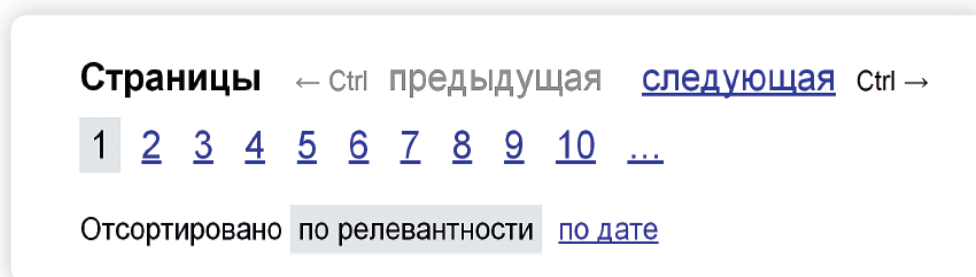 Страницы ← Ctrl предыдущая следующая Ctrl →
1 2 3 4 5 6 7 8 9 10 ...
Отсортировано по релевантности по дате